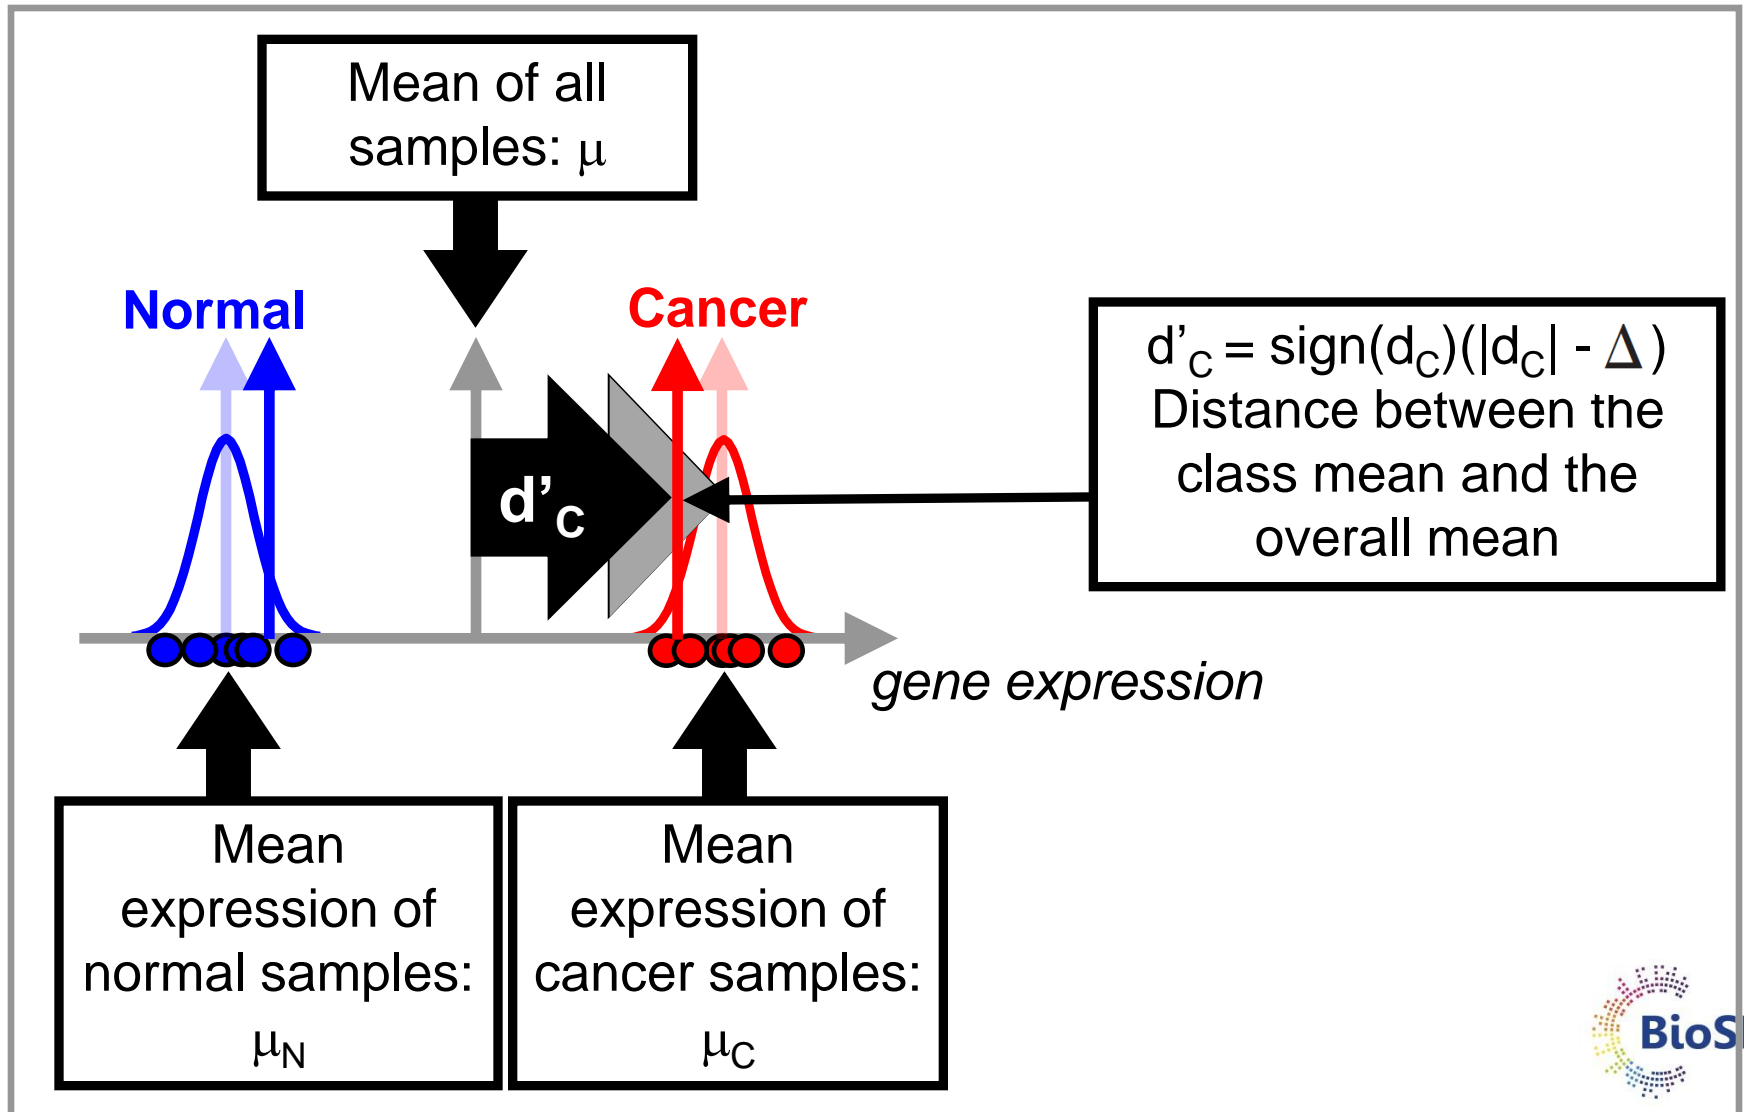 Mean of all
samples: μ
Normal
Cancer
d'C = sign(dC)(|dC| - Δ)
Distance between the
class mean and the
overall mean
d'C
gene expression
Mean
expression of
normal samples:
μN
Mean
expression of
cancer samples:
μC
BioS